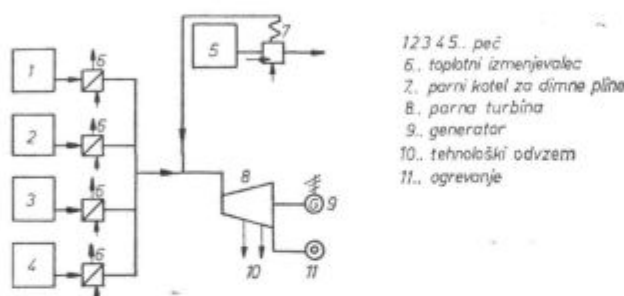 1
2
3
4
5
6
6
6
6
7
8
G
9
10
11
1 2 3 4 5.. peč
6.. toplotni izmenjevalec
7.. parni kotel za dimne pline
8.. parna turbina
9.. generator
10.. tehnološki odvzem
11.. ogrevanje